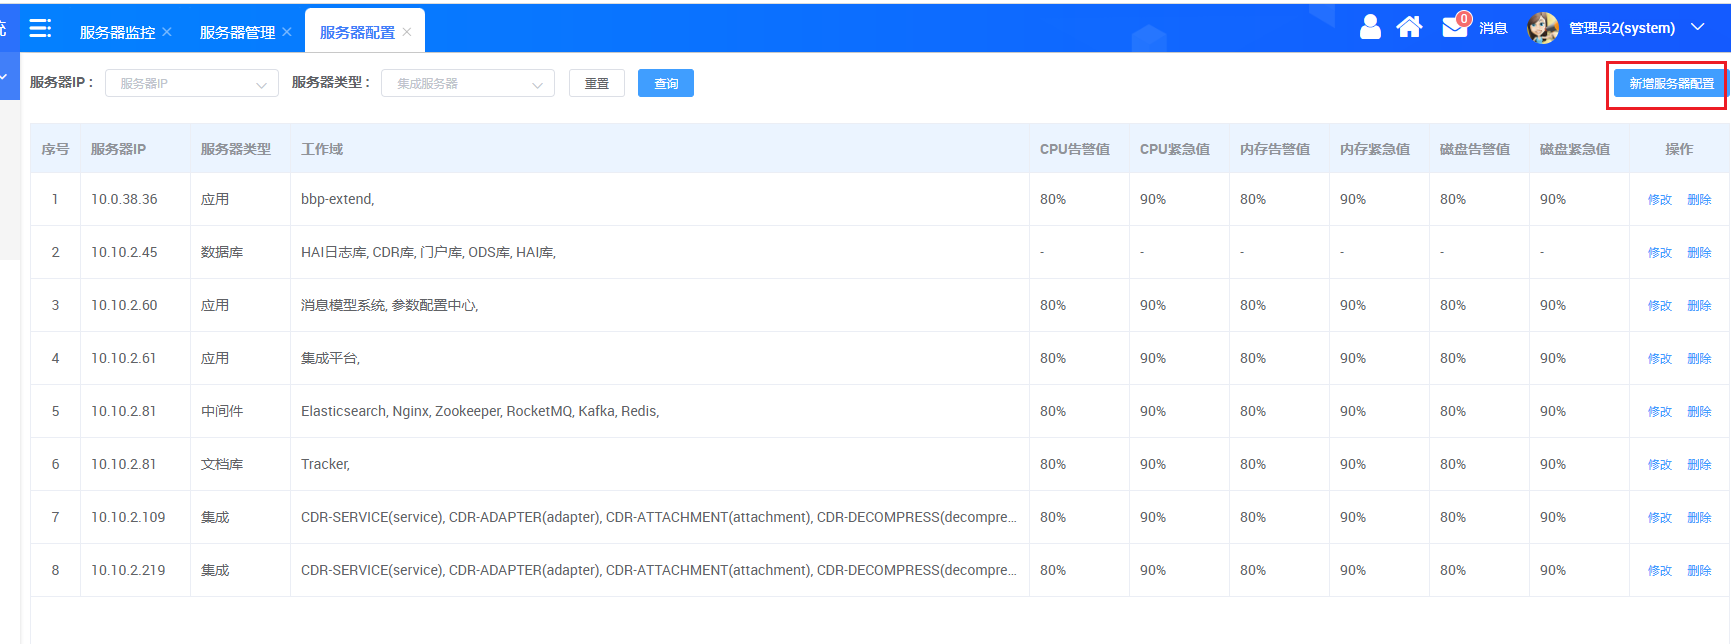 服务器监控 × 服务器管理 × 服务器配置 × 0 消息 管理员2(system)
服务器IP： 服务器IP 服务器类型： 集成服务器 重置 查询 新增服务器配置
序号 服务器IP 服务器类型 工作域 CPU告警值 CPU紧急值 内存告警值 内存紧急值 磁盘告警值 磁盘紧急值 操作
1 10.0.38.36 应用 bbp-extend, 80% 90% 80% 90% 80% 90% 修改 删除
2 10.10.2.45 数据库 HAI日志库, CDR库, 门户库, ODS库, HAI库, - - - - - - 修改 删除
3 10.10.2.60 应用 消息模型系统, 参数配置中心, 80% 90% 80% 90% 80% 90% 修改 删除
4 10.10.2.61 应用 集成平台, 80% 90% 80% 90% 80% 90% 修改 删除
5 10.10.2.81 中间件 Elasticsearch, Nginx, Zookeeper, RocketMQ, Kafka, Redis, 80% 90% 80% 90% 80% 90% 修改 删除
6 10.10.2.81 文档库 Tracker, 80% 90% 80% 90% 80% 90% 修改 删除
7 10.10.2.109 集成 CDR-SERVICE(service), CDR-ADAPTER(adapter), CDR-ATTACHMENT(attachment), CDR-DECOMPRESS(decompre... 80% 90% 80% 90% 80% 90% 修改 删除
8 10.10.2.219 集成 CDR-SERVICE(service), CDR-ADAPTER(adapter), CDR-ATTACHMENT(attachment), CDR-DECOMPRESS(decompre... 80% 90% 80% 90% 80% 90% 修改 删除